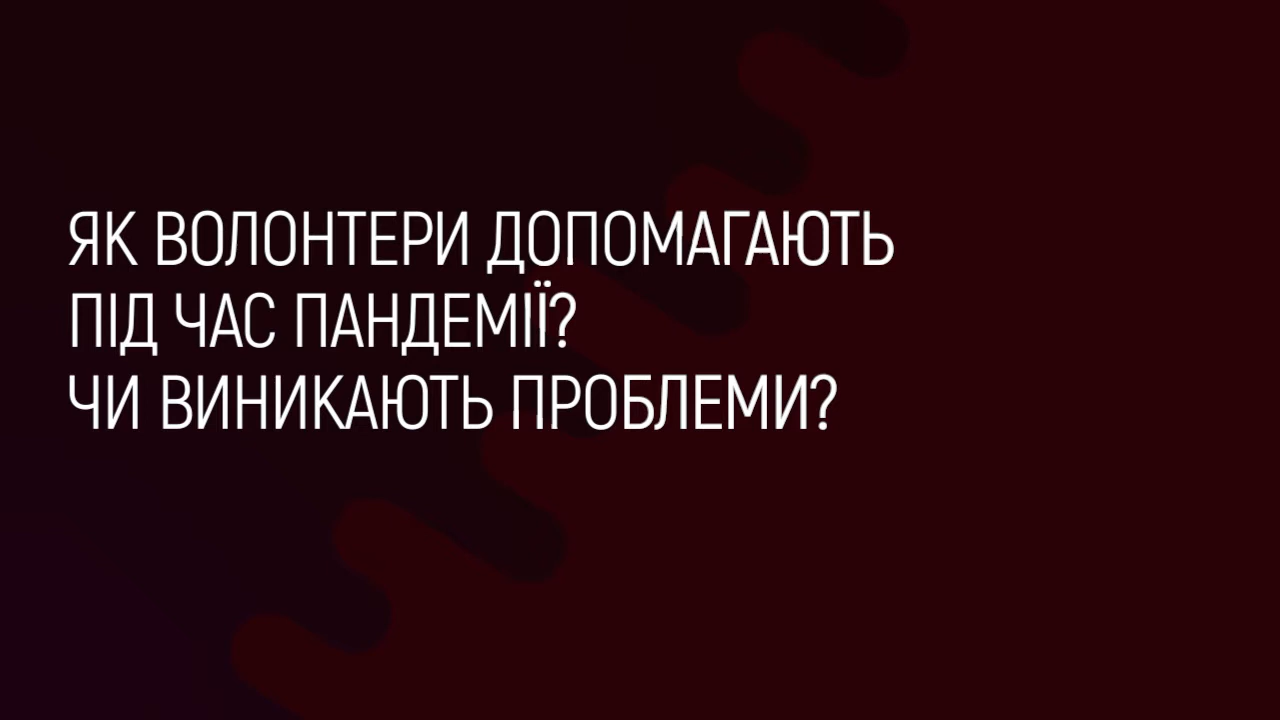 ЯК ВОЛОНТЕРИ ДОПОМАГАЮТЬ
ПІД ЧАС ПАНДЕМІЇ?
ЧИ ВИНИКАЮТЬ ПРОБЛЕМИ?